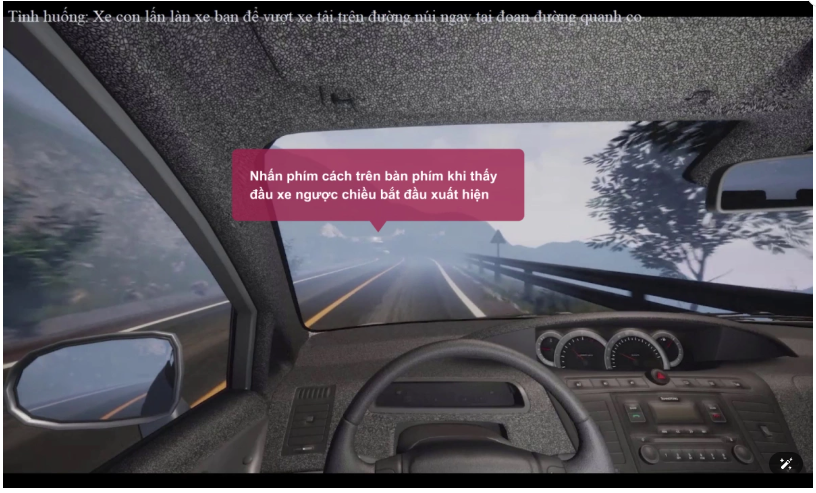 Tình huống: Xe con lấn làn xe bạn để vượt xe tải trên đường núi ngay tại đoạn đường quanh co
Nhấn phím cách trên bàn phím khi thấy
đầu xe ngược chiều bắt đầu xuất hiện